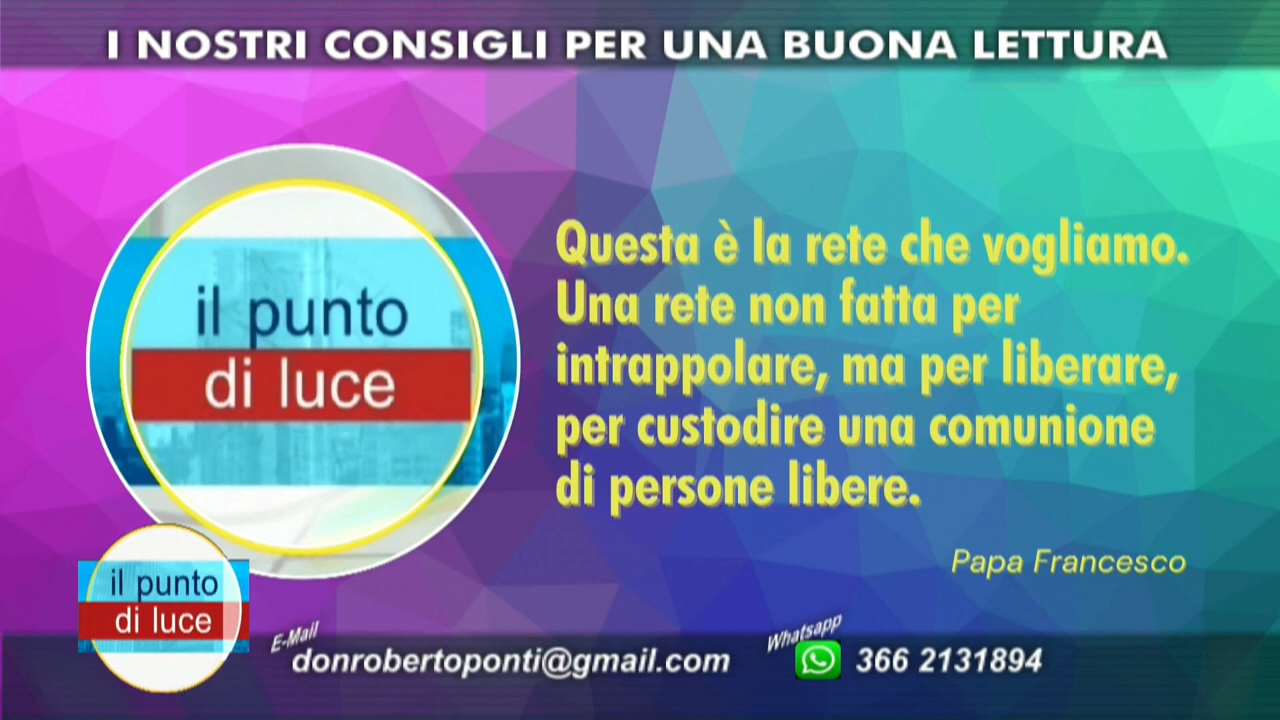 I NOSTRI CONSIGLI PER UNA BUONA LETTURA
il punto
di luce
Questa è la rete che vogliamo.
Una rete non fatta per
intrappolare, ma per liberare,
per custodire una comunione
di persone libere.
Papa Francesco
il punto
di luce
E-Mail
donrobertoponti@gmail.com
Whatsapp
366 2131894